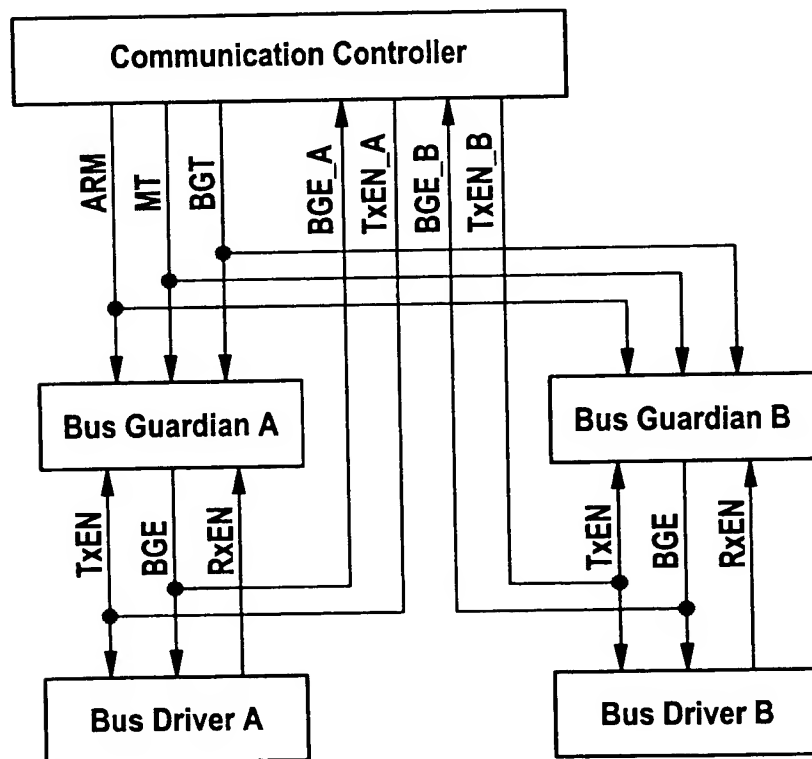 Communication Controller
ARM
MT
BGT
BGE_A
TxEN_A
BGE_B
TxEN_B
Bus Guardian A
Bus Guardian B
TxEN
BGE
RxEN
TxEN
BGE
RxEN
Bus Driver A
Bus Driver B